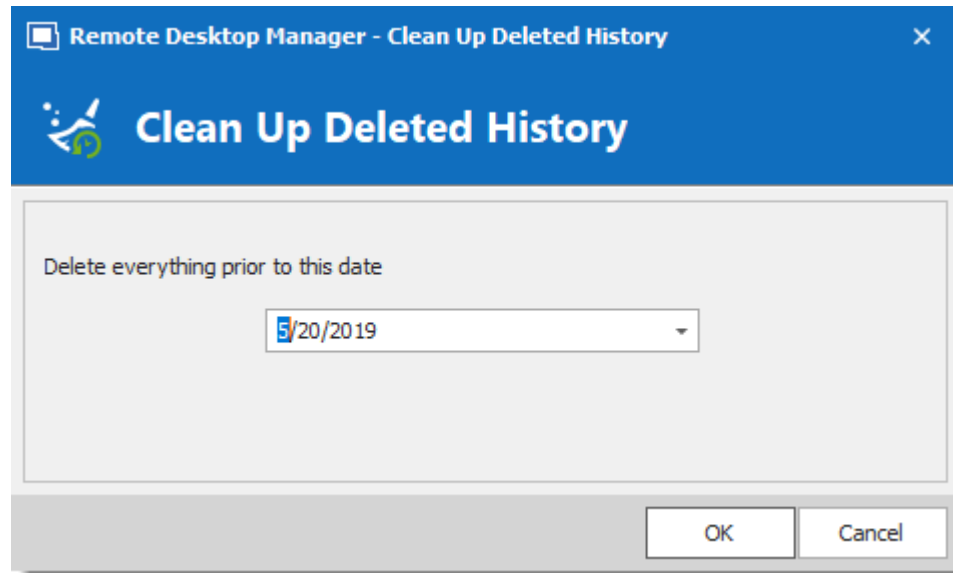 Remote Desktop Manager - Clean Up Deleted History
Clean Up Deleted History
Delete everything prior to this date
5/20/2019
OK Cancel